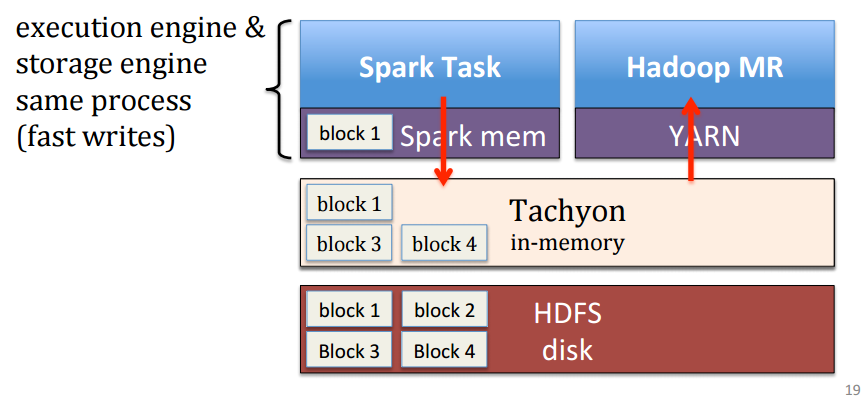 execution engine &
storage engine
same process
(fast writes)
Spark Task
block 1
Spark mem
Hadoop MR
YARN
block 1
block 3
block 4
Tachyon
in-memory
block 1
block 2
Block 3
Block 4
HDFS
disk
19